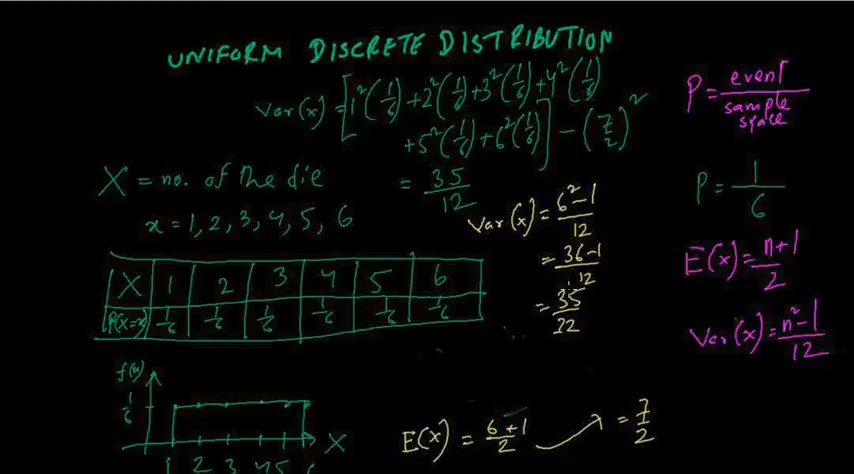 UNIFORM DISCRETE DISTRIBUTION
Var(x) = [1²(1/6) + 2²(1/6) + 3²(1/6) + 4²(1/6)
+ 5²(1/6) + 6²(1/6)] − (7/2)²
= 35/12
X = no. of the die
x = 1, 2, 3, 4, 5, 6
X 1 2 3 4 5 6
P(X=x) 1/6 1/6 1/6 1/6 1/6 1/6
f(x)
1/6
X
1 2 3 4 5
Var(x) = 6²−1/12
= 36−1/12
= 35/22
E(x) = 6+1/2 = 7/2
P = event/sample space
P = 1/6
E(x) = n+1/2
Var(x) = n²−1/12